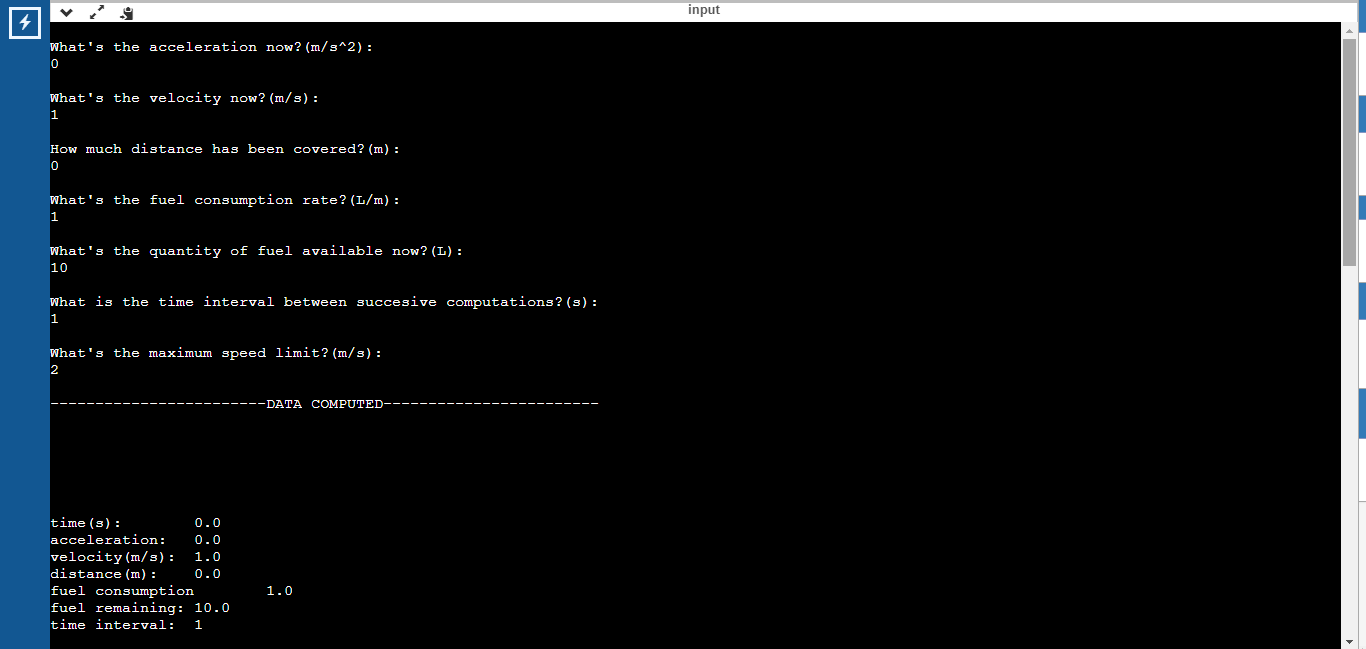 input
What's the acceleration now?(m/s^2):
0
What's the velocity now?(m/s):
1
How much distance has been covered?(m):
0
What's the fuel consumption rate?(L/m):
1
What's the quantity of fuel available now?(L):
10
What is the time interval between succesive computations?(s):
1
What's the maximum speed limit?(m/s):
2
------------------------DATA COMPUTED------------------------
time(s): 0.0
acceleration: 0.0
velocity(m/s): 1.0
distance(m): 0.0
fuel consumption 1.0
fuel remaining: 10.0
time interval: 1